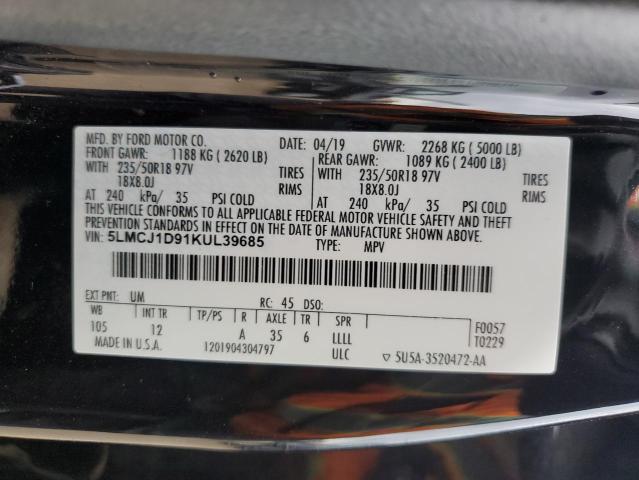 MFD. BY FORD MOTOR CO. DATE: 04/19 GVWR: 2268 KG ( 5000 LB)
FRONT GAWR: 1188 KG ( 2620 LB) REAR GAWR: 1089 KG ( 2400 LB)
WITH 235/50R18 97V TIRES WITH 235/50R18 97V TIRES
18X8.0J RIMS 18X8.0J RIMS
AT 240 kPa/ 35 PSI COLD AT 240 kPa/ 35 PSI COLD
THIS VEHICLE CONFORMS TO ALL APPLICABLE FEDERAL MOTOR VEHICLE SAFETY AND THEFT
PREVENTION STANDARDS IN EFFECT ON THE DATE OF MANUFACTURE SHOWN ABOVE.
VIN: 5LMCJ1D91KUL39685 TYPE: MPV
EXT PNT: UM RC: 45 DSO:
WB INT TR TP/PS R AXLE TR SPR F0057
105 12 A 35 6 LLLL T0229
MADE IN U.S.A. 1201904304797 ULC ▽ 5U5A-3520472-AA